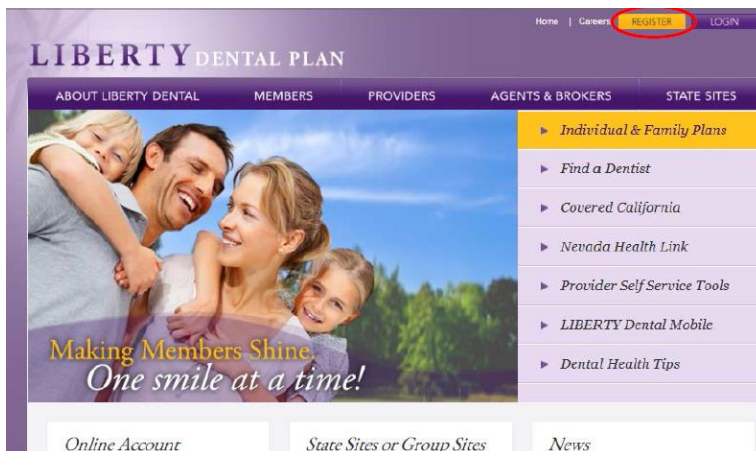 Home | Careers REGISTER LOGIN
LIBERTY DENTAL PLAN
ABOUT LIBERTY DENTAL MEMBERS PROVIDERS AGENTS & BROKERS STATE SITES
Individual & Family Plans
Find a Dentist
Covered California
Nevada Health Link
Provider Self Service Tools
LIBERTY Dental Mobile
Dental Health Tips
Making Members Shine.
One smile at a time!
Online Account State Sites or Group Sites News